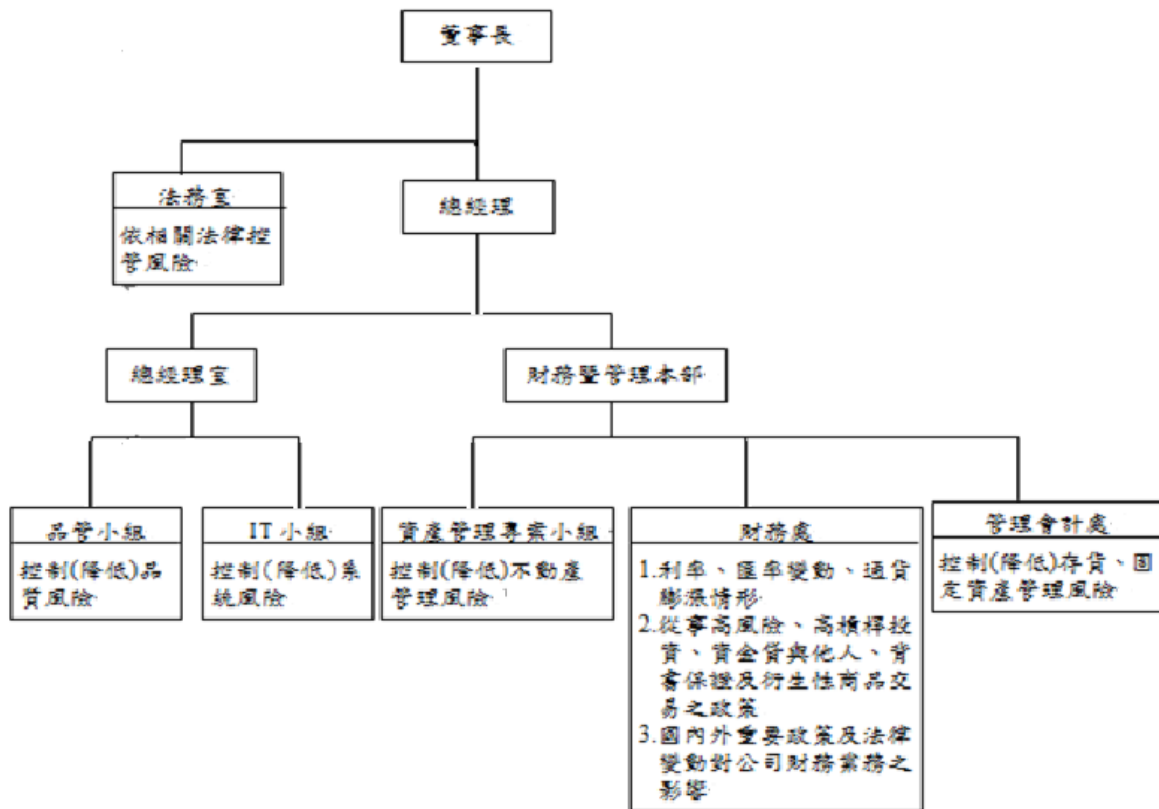 董事長
法務室
依相關法律控
管風險
總經理
總經理室
財務暨管理本部
品管小組
控制(降低)品
質風險
IT 小組
控制(降低)系
統風險
資產管理專案小組
控制(降低)不動產
管理風險
財務處
1.利率、匯率變動、通貨
膨漲情形
2.從事高風險、高槓桿投
資、資金貸與他人、背
書保證及衍生性商品交
易之政策
3.國內外重要政策及法律
變動對公司財務業務之
影響
管理會計處
控制(降低)存貨、固
定資產管理風險